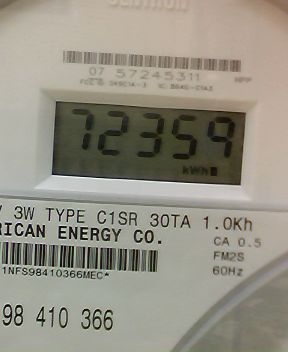 CENTRON
07 57245311
72359
kWh
V 3W TYPE C1SR 30TA 1.0Kh
RICAN ENERGY CO.
CA 0.5
FM2S
60Hz
1NFS98410366MEC*
98 410 366